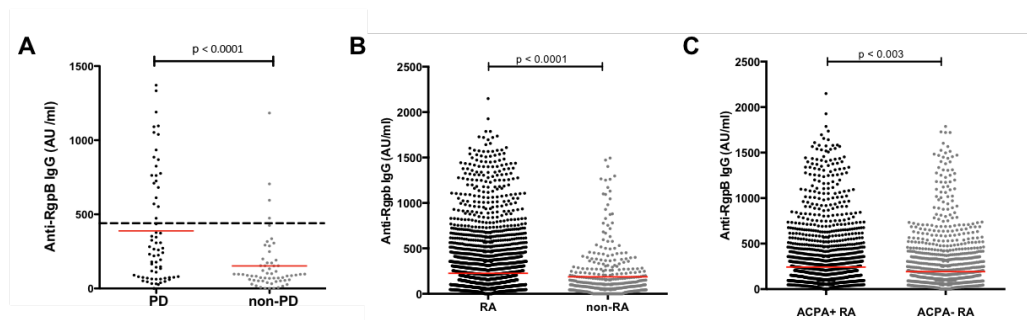 A
p < 0.0001
Anti-RgpB IgG (AU /ml)
1500
1000
500
0
PD
non-PD
B
p < 0.0001
Anti-RgpB IgG (AU/ml)
2500
2000
1500
1000
500
0
RA
non-RA
C
p < 0.003
Anti-RgpB IgG (AU/ml)
2500
2000
1500
1000
500
0
ACPA+ RA
ACPA- RA